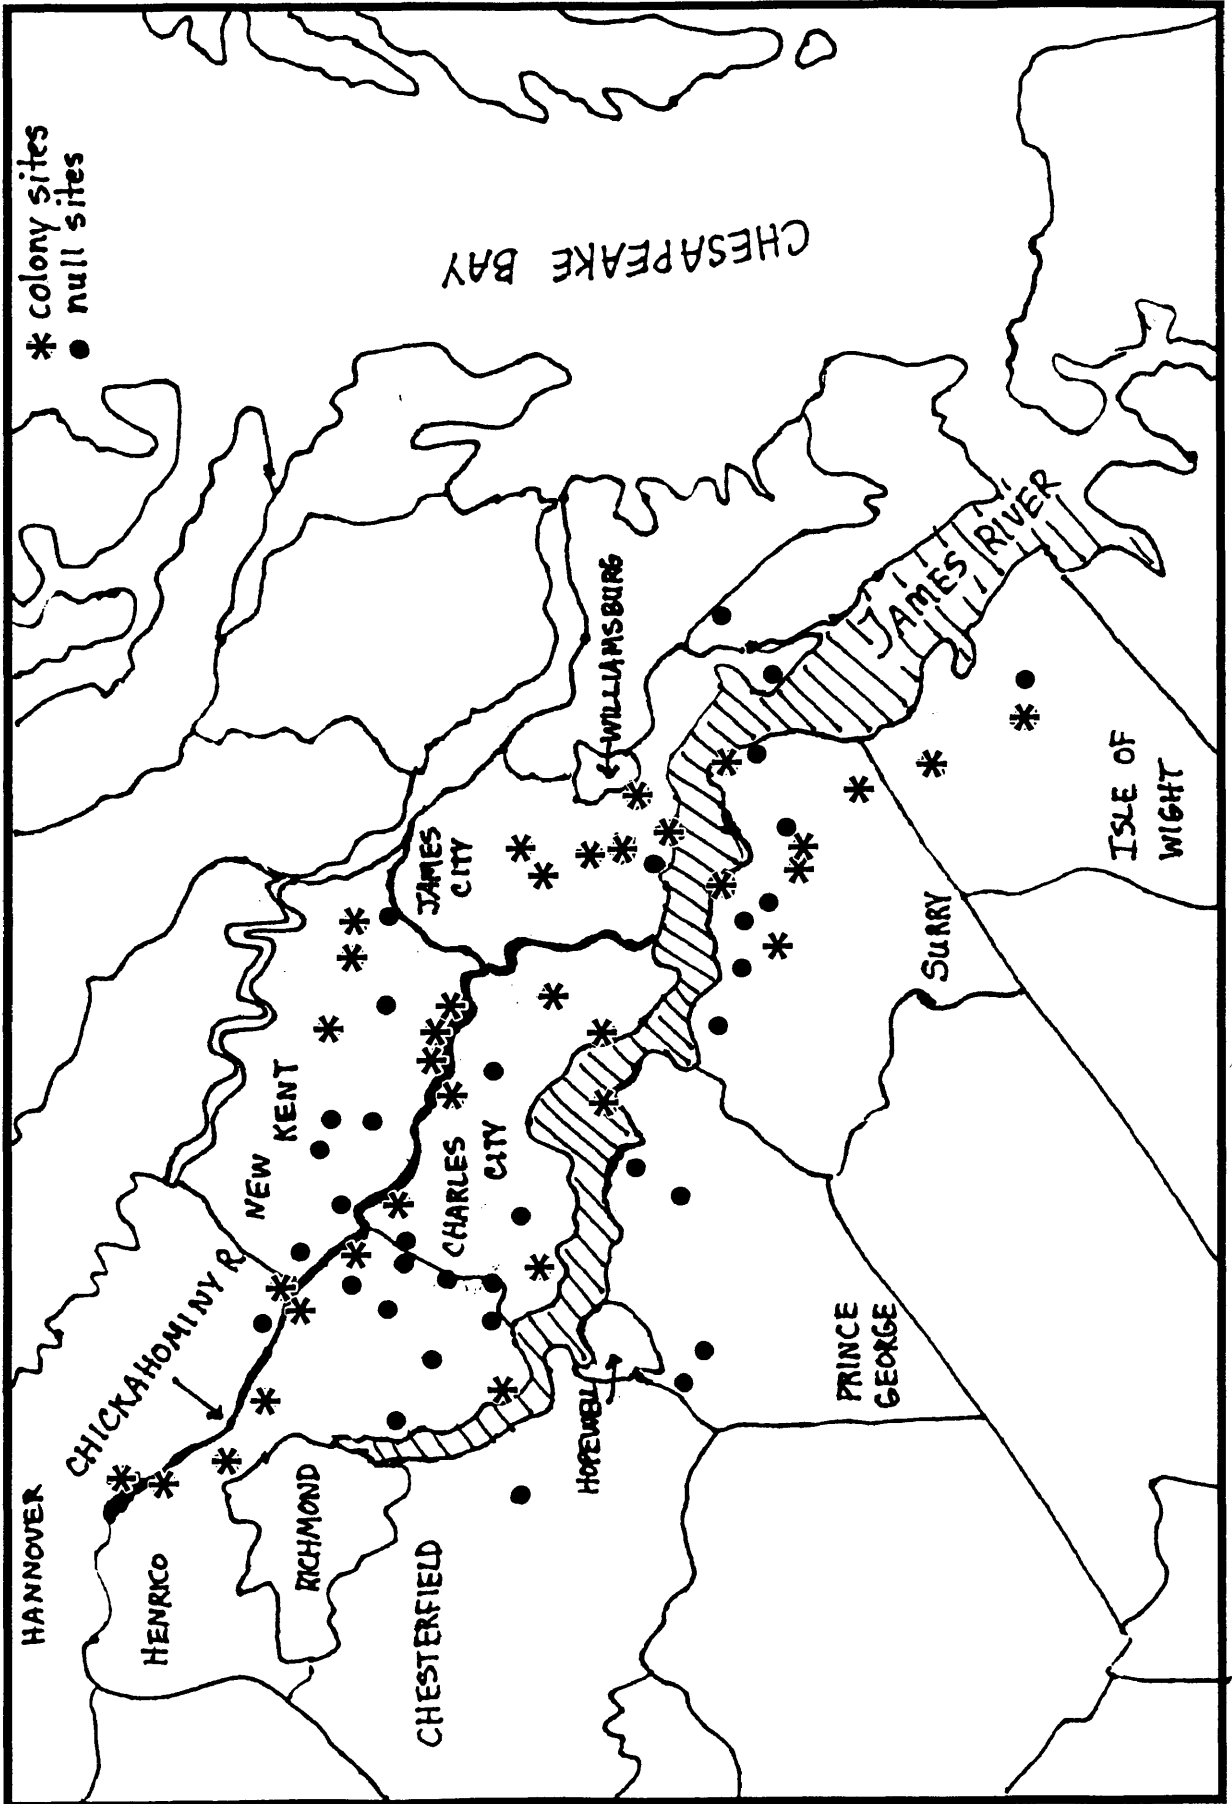 * colony sites
● null sites
CHESAPEAKE BAY
HANNOVER
CHICKAHOMINY R
HENRICO
RICHMOND
CHESTERFIELD
NEW
KENT
CHARLES
CITY
JAMES
CITY
WILLIAMSBURG
JAMES RIVER
HOPEWELL
PRINCE
GEORGE
SURRY
ISLE OF
WIGHT